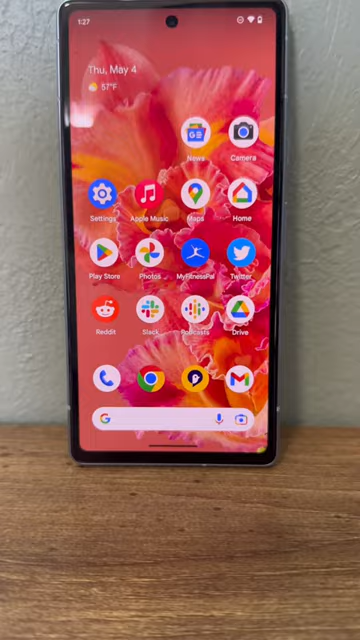 1:27
Thu, May 4
57°F
News Camera
Settings Apple Music Maps Home
Play Store Photos MyFitnessPal Twitter
Reddit Slack Podcasts Drive